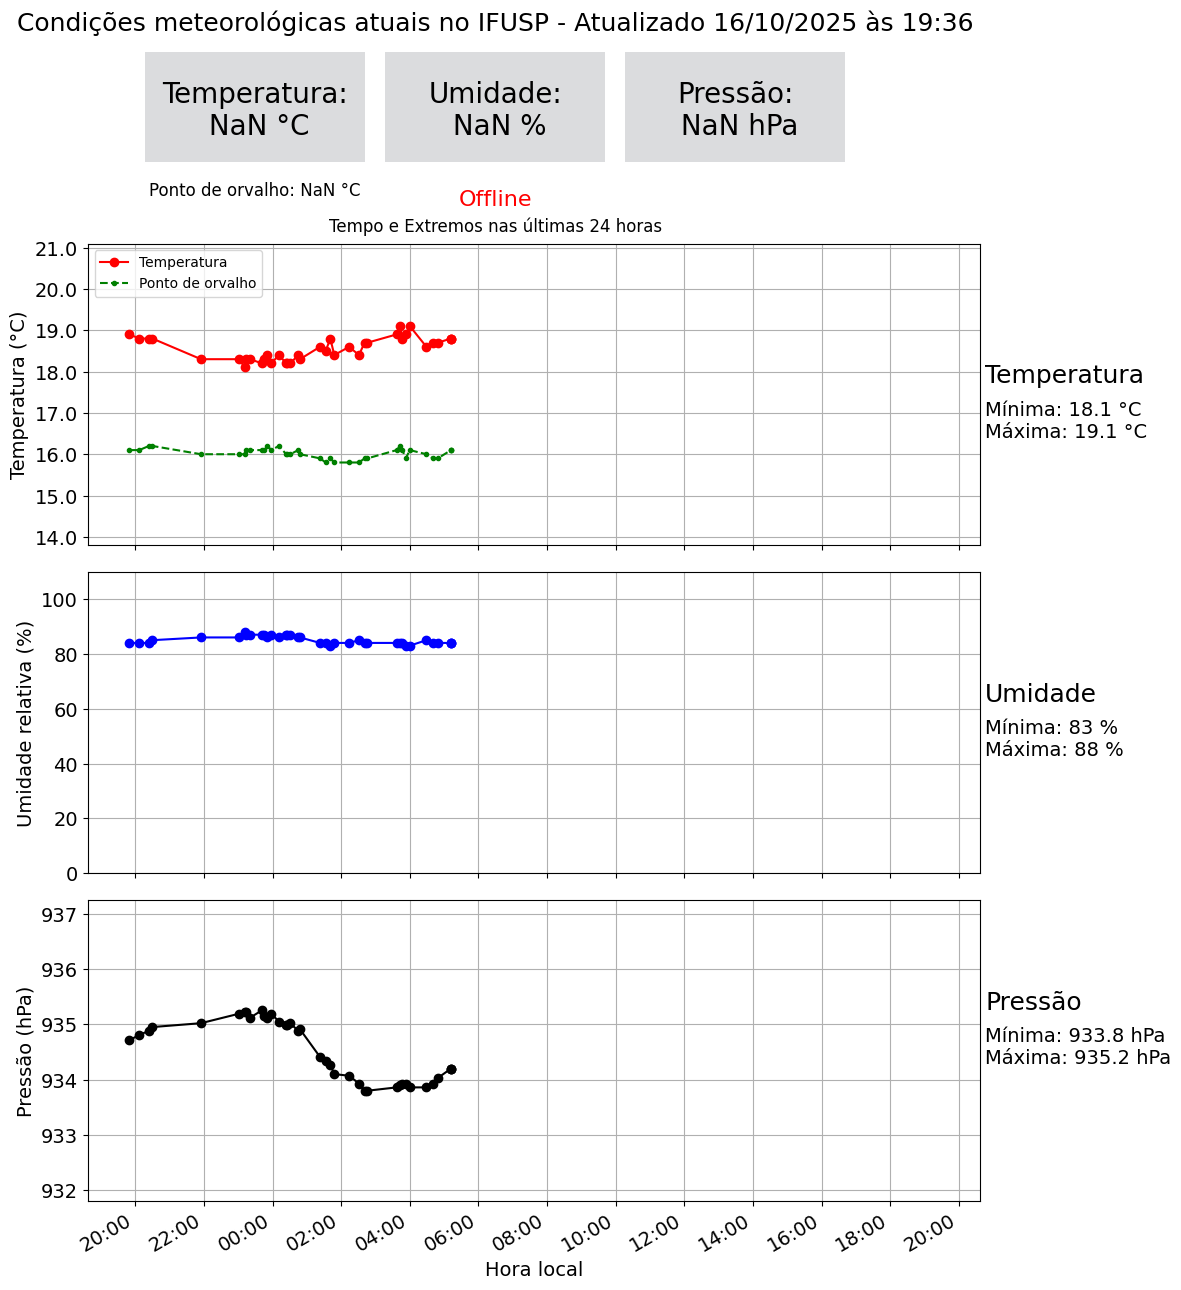 Condições meteorológicas atuais no IFUSP - Atualizado 16/10/2025 às 19:36
Temperatura:
NaN °C
Umidade:
NaN %
Pressão:
NaN hPa
Ponto de orvalho: NaN °C
Offline
Tempo e Extremos nas últimas 24 horas
Temperatura (°C)
21.0
20.0
19.0
18.0
17.0
16.0
15.0
14.0
Temperatura
Ponto de orvalho
Temperatura
Mínima: 18.1 °C
Máxima: 19.1 °C
Umidade relativa (%)
100
80
60
40
20
0
Umidade
Mínima: 83 %
Máxima: 88 %
Pressão (hPa)
937
936
935
934
933
932
Pressão
Mínima: 933.8 hPa
Máxima: 935.2 hPa
20:00 22:00 00:00 02:00 04:00 06:00 08:00 10:00 12:00 14:00 16:00 18:00 20:00
Hora local